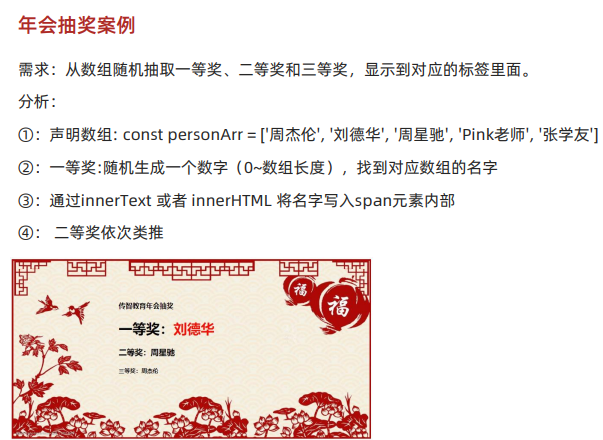 年会抽奖案例
需求：从数组随机抽取一等奖、二等奖和三等奖，显示到对应的标签里面。
分析：
①：声明数组: const personArr = ['周杰伦', '刘德华', '周星驰', 'Pink老师', '张学友']
②：一等奖:随机生成一个数字（0~数组长度），找到对应数组的名字
③：通过innerText 或者 innerHTML 将名字写入span元素内部
④： 二等奖依次类推
福
福
传智教育年会抽奖
一等奖：刘德华
二等奖：周星驰
三等奖：周杰伦